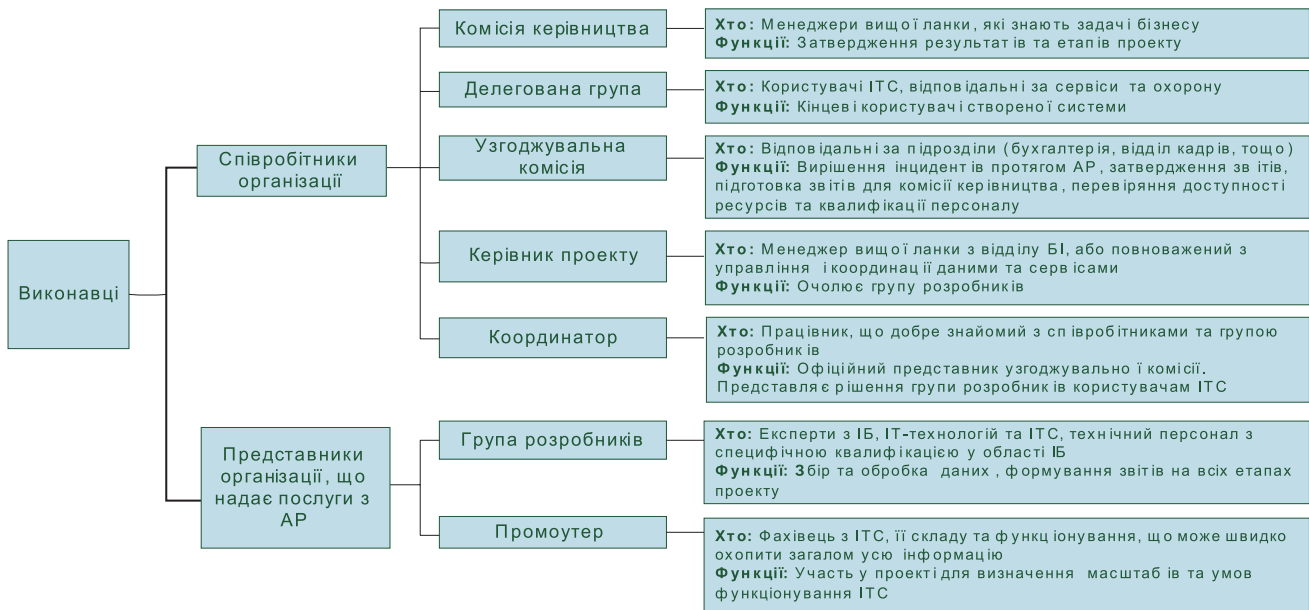 Виконавці
Співробітники
організації
Комісія керівництва
Хто: Менеджери вищої ланки, які знають задачі бізнесу
Функції: Затвердження результатів та етапів проекту
Делегована група
Хто: Користувачі ІТС, відповідальні за сервіси та охорону
Функції: Кінцеві користувачі створеної системи
Узгоджувальна
комісія
Хто: Відповідальні за підрозділи (бухгалтерія, відділ кадрів, тощо)
Функції: Вирішення інцидентів протягом АР, затвердження звітів,
підготовка звітів для комісії керівництва, перевіряння доступності
ресурсів та квалифікації персоналу
Керівник проекту
Хто: Менеджер вищої ланки з відділу БІ, або повноважений з
управління і координації даними та сервісами
Функції: Очолює групу розробників
Координатор
Хто: Працівник, що добре знайомий з співробітниками та групою
розробників
Функції: Офіційний представник узгоджувальної комісії.
Представляє рішення групи розробників користувачам ІТС
Представники
організації, що
надає послуги з
АР
Група розробників
Хто: Експерти з ІБ, ІТ-технологій та ІТС, технічний персонал з
специфічною квалификацією у області ІБ
Функції: Збір та обробка даних, формування звітів на всіх етапах
проекту
Промоутер
Хто: Фахівець з ІТС, її складу та функціонування, що може швидко
охопити загалом усю інформацію
Функції: Участь у проекті для визначення масштабів та умов
функціонування ІТС